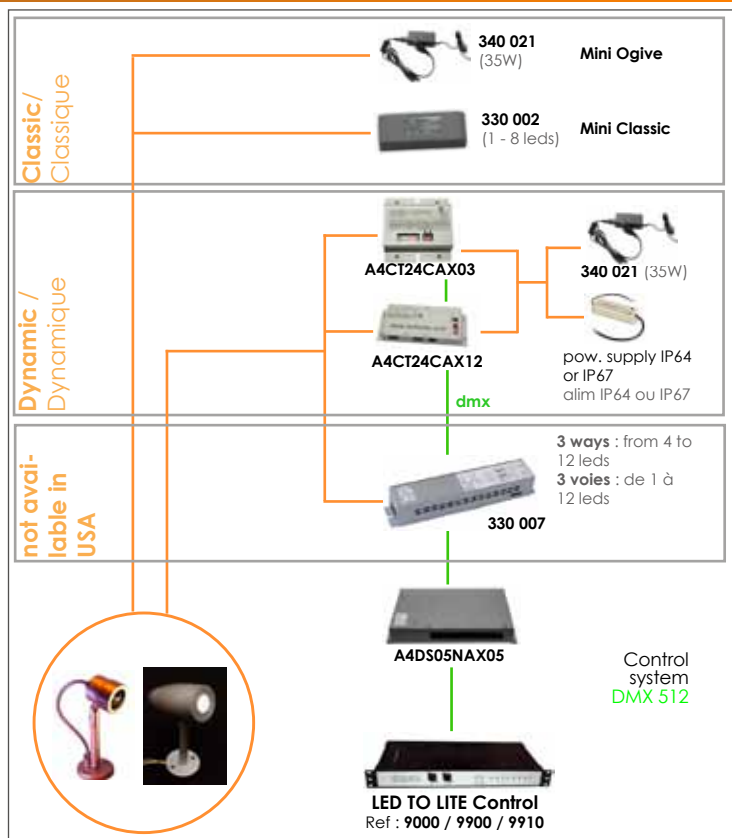 Classic/
Classique
340 021
(35W)
Mini Ogive
330 002
(1 - 8 leds)
Mini Classic
Dynamic /
Dynamique
A4CT24CAX03
340 021 (35W)
A4CT24CAX12
pow. supply IP64
or IP67
alim IP64 ou IP67
dmx
not avai-
lable in
USA
3 ways : from 4 to
12 leds
3 voies : de 1 à
12 leds
330 007
A4DS05NAX05
Control
system
DMX 512
LED TO LITE Control
Ref : 9000 / 9900 / 9910